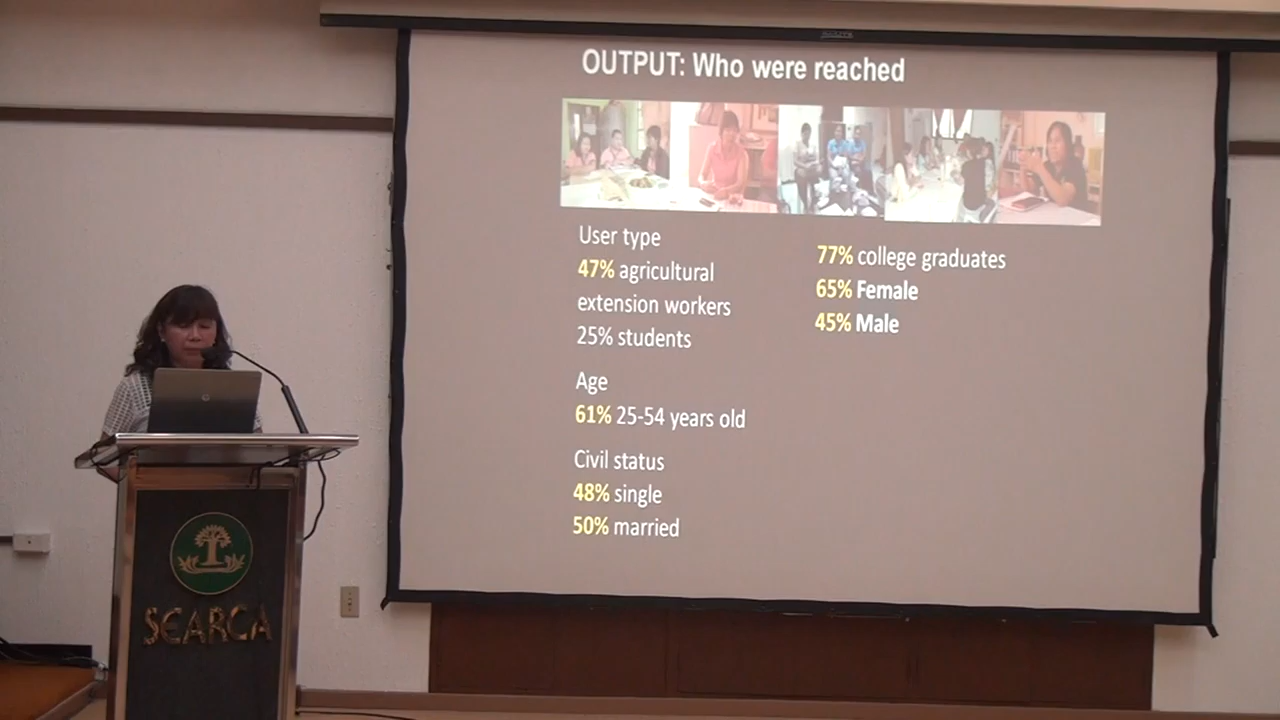 OUTPUT: Who were reached
User type
47% agricultural
extension workers
25% students
Age
61% 25-54 years old
Civil status
48% single
50% married
77% college graduates
65% Female
45% Male
SEARCA